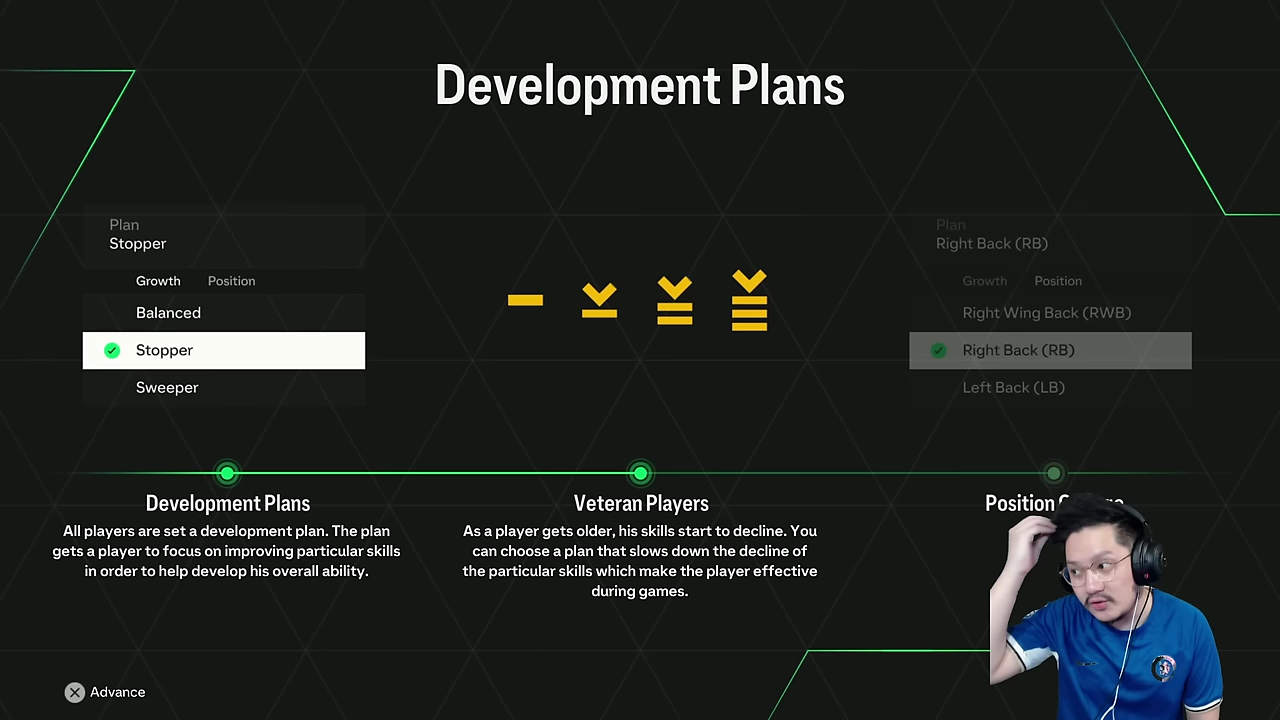 Development Plans
Plan
Stopper
Growth Position
Balanced
Stopper
Sweeper
Plan
Right Back (RB)
Growth Position
Right Wing Back (RWB)
Right Back (RB)
Left Back (LB)
Development Plans
All players are set a development plan. The plan
gets a player to focus on improving particular skills
in order to help develop his overall ability.
Veteran Players
As a player gets older, his skills start to decline. You
can choose a plan that slows down the decline of
the particular skills which make the player effective
during games.
Position
Advance